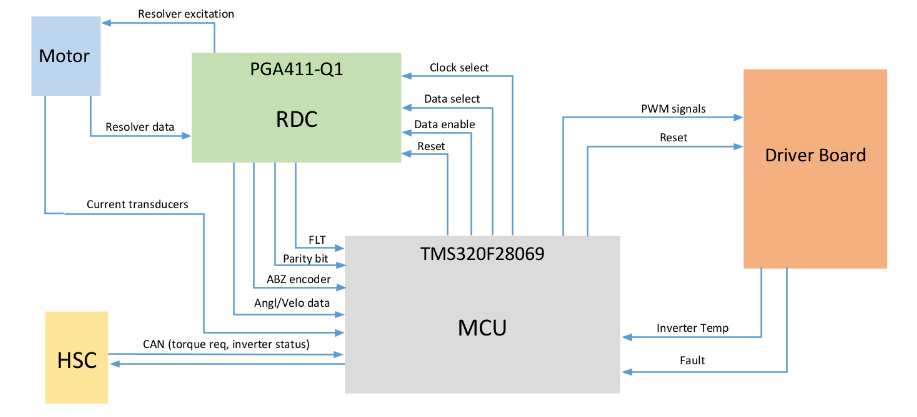 Resolver excitation
Motor
PGA411-Q1
RDC
Clock select
Data select
Data enable
Reset
Resolver data
PWM signals
Reset
Driver Board
Current transducers
FLT
Parity bit
ABZ encoder
Angl/Velo data
TMS320F28069
MCU
HSC
CAN (torque req, inverter status)
Inverter Temp
Fault